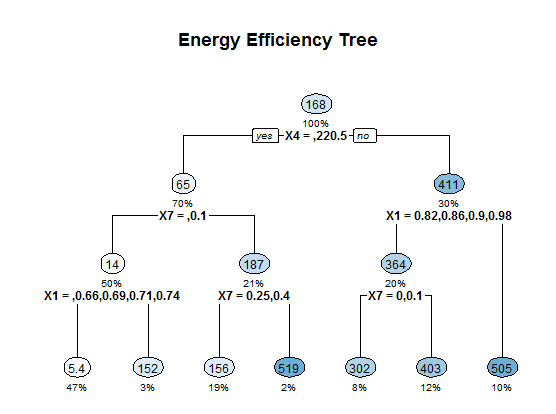 Energy Efficiency Tree
168
100%
yes X4 = ,220.5 no
65 411
70% 30%
X7 = ,0.1 X1 = 0.82,0.86,0.9,0.98
14 187 364
50% 21% 20%
X1 = ,0.66,0.69,0.71,0.74 X7 = 0.25,0.4 X7 = 0,0.1
5.4 152 156 519 302 403 505
47% 3% 19% 2% 8% 12% 10%